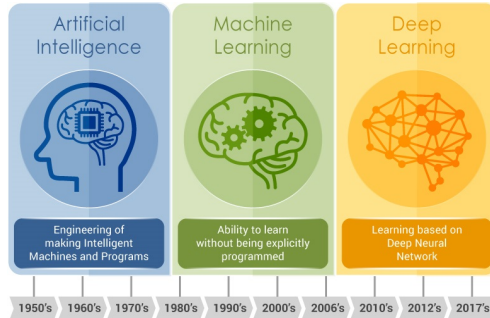 Artificial
Intelligence
Machine
Learning
Deep
Learning
Engineering of
making Intelligent
Machines and Programs
Ability to learn
without being explicitly
programmed
Learning based on
Deep Neural
Network
1950's
1960's
1970's
1980's
1990's
2000's
2006's
2010's
2012's
2017's